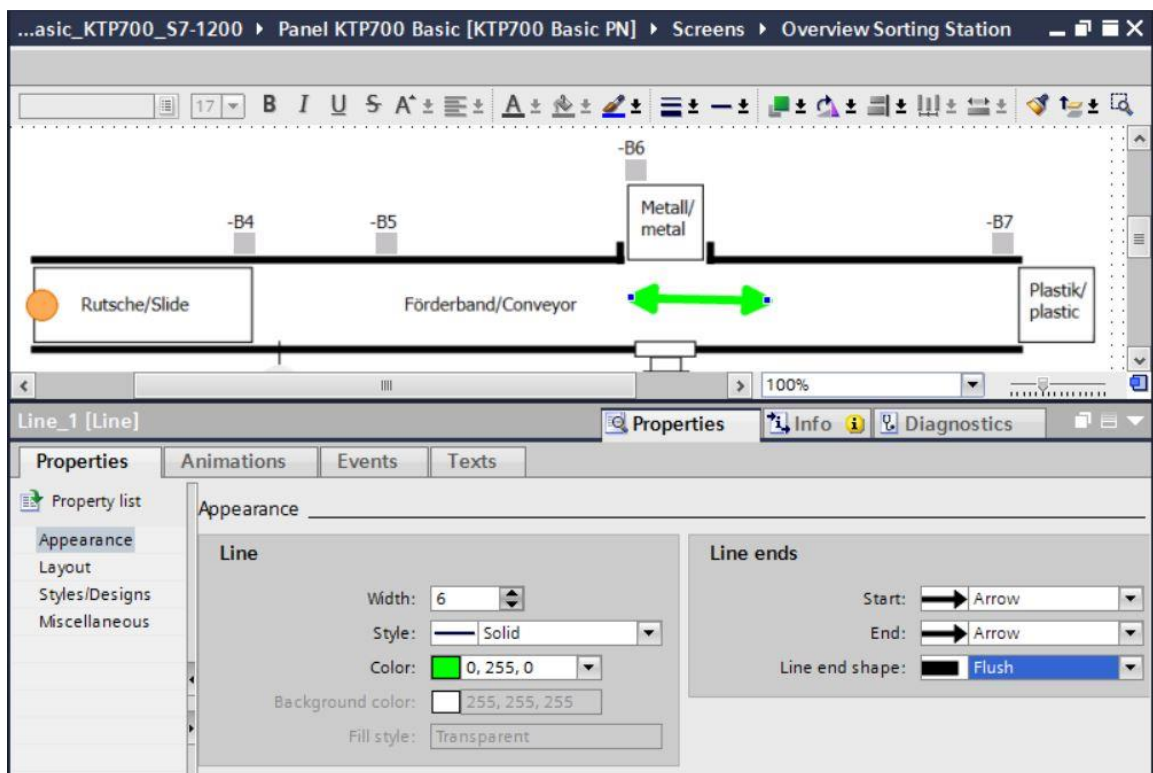 ...asic_KTP700_S7-1200 ▸ Panel KTP700 Basic [KTP700 Basic PN] ▸ Screens ▸ Overview Sorting Station
17 B I U S A A
-B6
Metall/
metal
-B4 -B5 -B7
Rutsche/Slide Förderband/Conveyor
Plastik/
plastic
100%
Line_1 [Line] Properties Info Diagnostics
Properties Animations Events Texts
Property list
Appearance
Layout
Styles/Designs
Miscellaneous
Appearance
Line
Width: 6
Style: Solid
Color: 0, 255, 0
Background color: 255, 255, 255
Fill style: Transparent
Line ends
Start: Arrow
End: Arrow
Line end shape: Flush